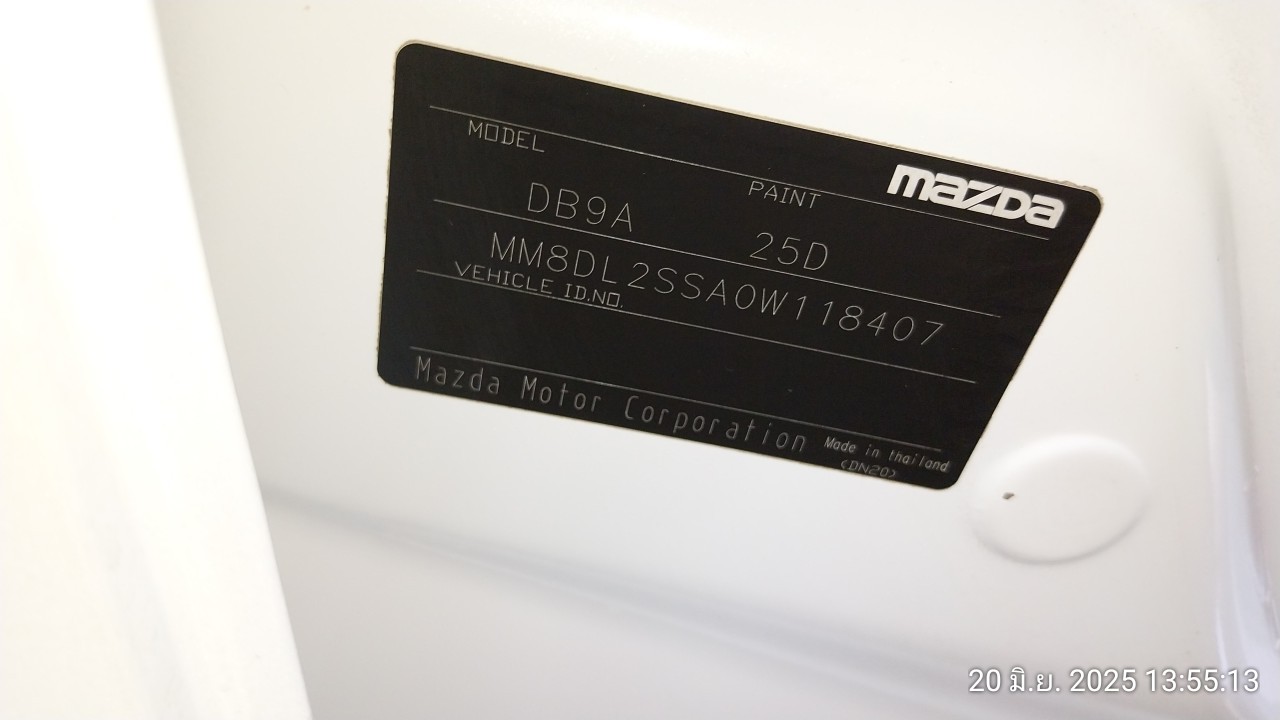 MODEL
PAINT
mazda
DB9A
25D
MM8DL2SSA0W118407
VEHICLE ID.NO.
Mazda Motor Corporation
Made in thailand
(DN20)
20 มิ.ย. 2025 13:55:13